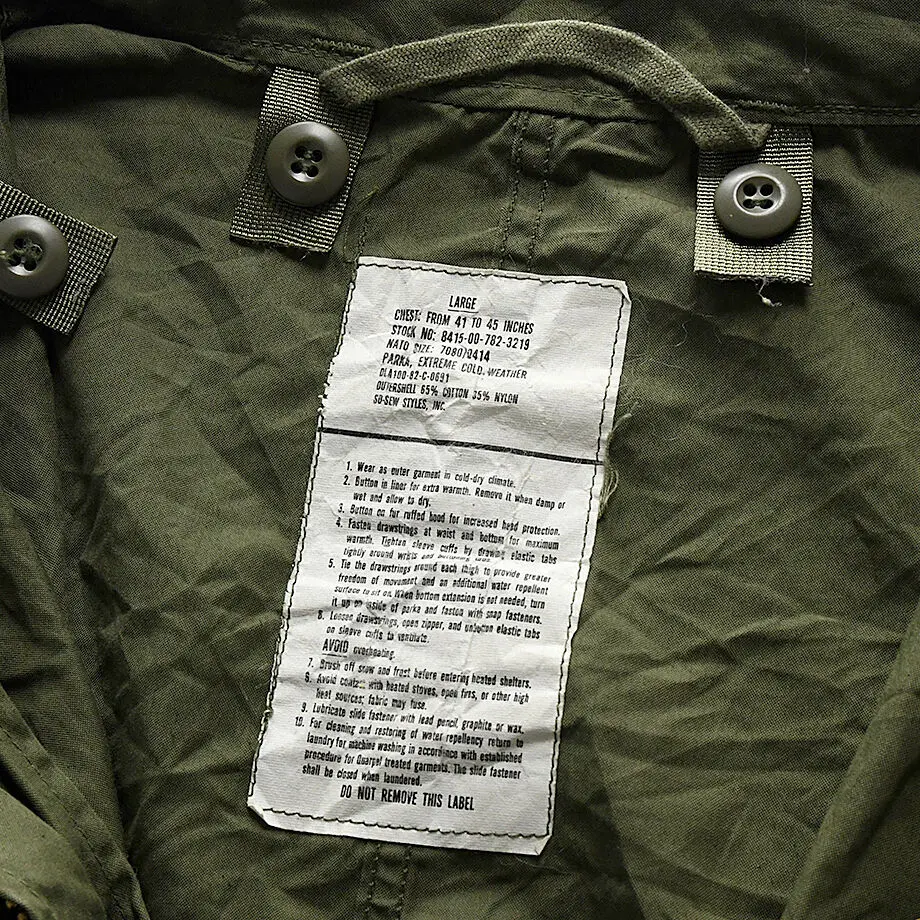 LARGE
CHEST: FROM 41 TO 45 INCHES
STOCK NO: 8415-00-782-3219
NATO SIZE: 7080/0414
PARKA, EXTREME COLD WEATHER
DLA100-82-C-0691
OUTERSHELL 65% COTTON 35% NYLON
SO-SEW STYLES, INC.
1. Wear as outer garment in cold-dry climate.
2. Button in liner for extra warmth. Remove it when damp or
wet and allow to dry.
3. Button on fur ruffed hood for increased head protection.
4. Fasten drawstrings at waist and bottom for maximum
warmth. Tighten sleeve cuffs by drawing elastic tabs
tightly around wrists and buttoning
5. Tie the drawstrings around each thigh to provide greater
freedom of movement and an additional water repellent
surface to sit on. When bottom extension is not needed, turn
it up on inside of parka and fasten with snap fasteners.
6. Loosen drawstrings, open zipper, and unbutton elastic tabs
on sleeve cuffs to ventilate.
AVOID overheating.
7. Brush off snow and frost before entering heated shelters.
8. Avoid contact with heated stoves, open fires, or other high
heat sources; fabric may fuse.
9. Lubricate slide fastener with lead pencil, graphite or wax.
10. For cleaning and restoring of water repellency return to
laundry for machine washing in accordance with established
procedure for Quarpel treated garments. The slide fastener
shall be closed when laundered.
DO NOT REMOVE THIS LABEL